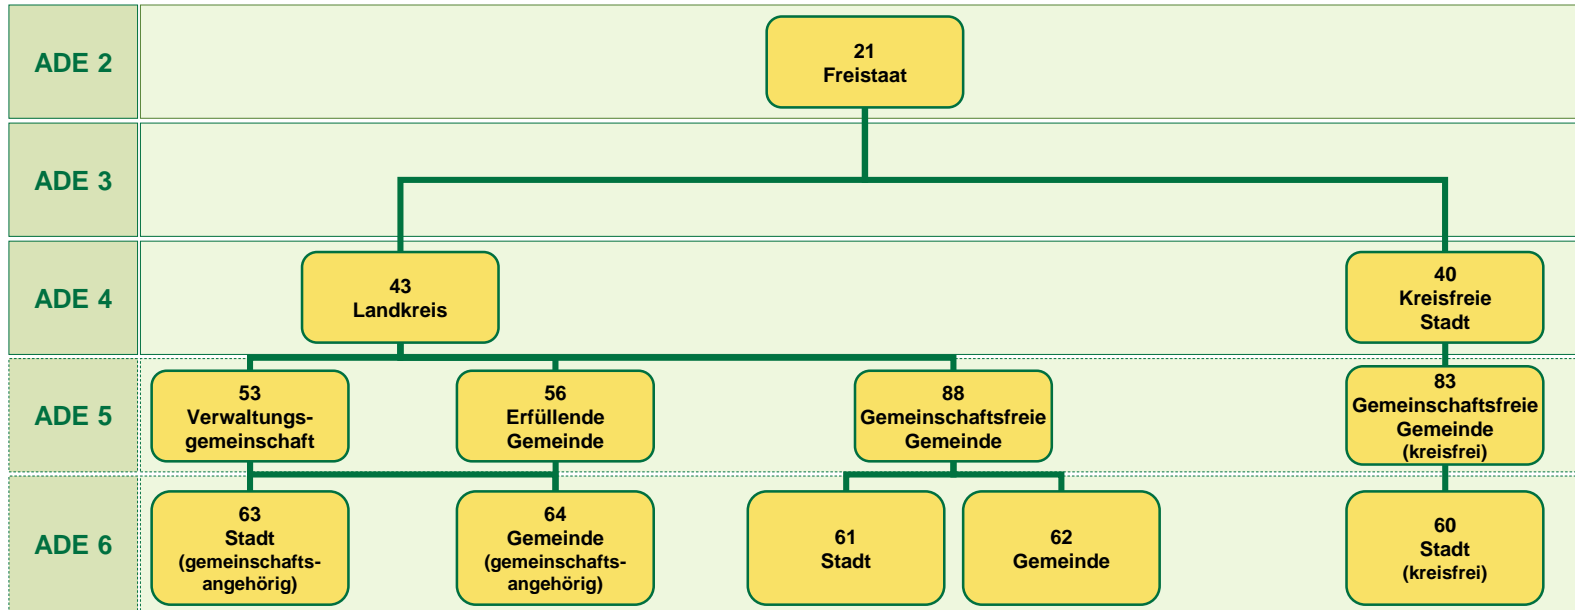 ADE 2
21
Freistaat
ADE 3
ADE 4
43
Landkreis
40
Kreisfreie
Stadt
ADE 5
53
Verwaltungs-
gemeinschaft
56
Erfüllende
Gemeinde
88
Gemeinschaftsfreie
Gemeinde
83
Gemeinschaftsfreie
Gemeinde
(kreisfrei)
ADE 6
63
Stadt
(gemeinschafts-
angehörig)
64
Gemeinde
(gemeinschafts-
angehörig)
61
Stadt
62
Gemeinde
60
Stadt
(kreisfrei)